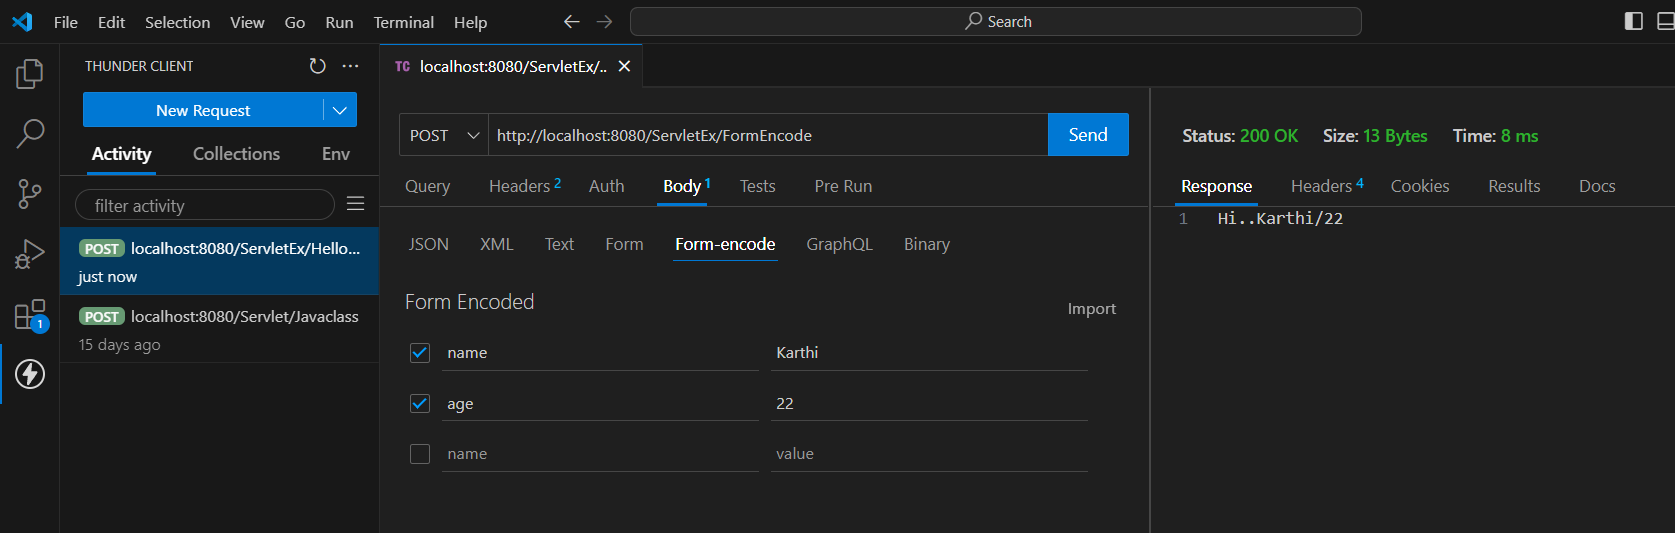 File Edit Selection View Go Run Terminal Help
Search
THUNDER CLIENT
New Request
Activity Collections Env
filter activity
POST localhost:8080/ServletEx/Hello...
just now
POST localhost:8080/Servlet/Javaclass
15 days ago
1
TC localhost:8080/ServletEx/..
POST http://localhost:8080/ServletEx/FormEncode Send
Query Headers 2 Auth Body 1 Tests Pre Run
JSON XML Text Form Form-encode GraphQL Binary
Form Encoded
Import
name Karthi
age 22
name value
Status: 200 OK Size: 13 Bytes Time: 8 ms
Response Headers 4 Cookies Results Docs
1 Hi..Karthi/22